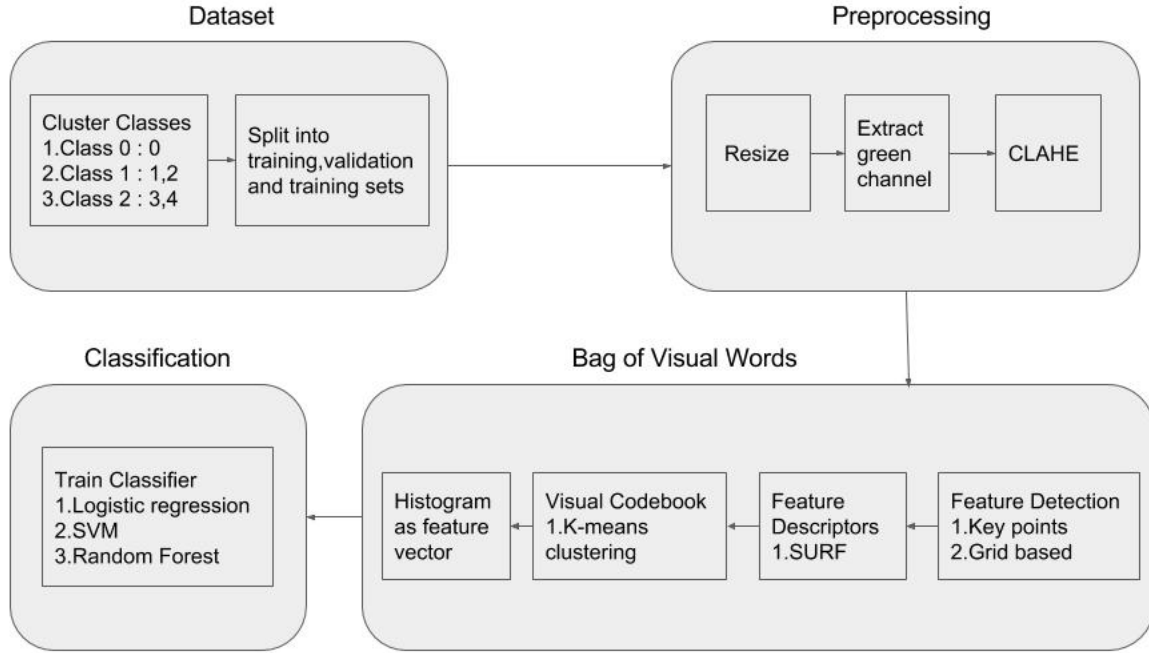 Dataset
Cluster Classes
1.Class 0 : 0
2.Class 1 : 1,2
3.Class 2 : 3,4
Split into
training,validation
and training sets
Preprocessing
Resize
Extract
green
channel
CLAHE
Classification
Train Classifier
1.Logistic regression
2.SVM
3.Random Forest
Bag of Visual Words
Histogram
as feature
vector
Visual Codebook
1.K-means
clustering
Feature
Descriptors
1.SURF
Feature Detection
1.Key points
2.Grid based